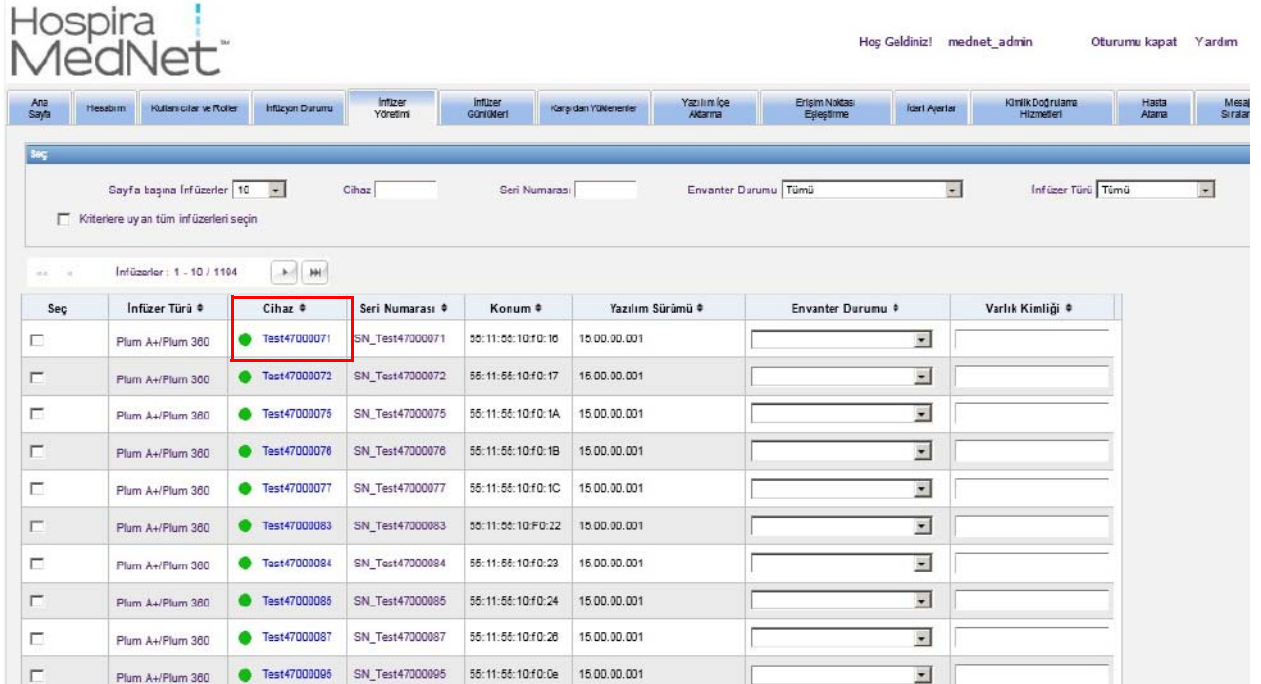 Hospira
MedNet™
Hoş Geldiniz! mednet_admin Oturumu kapat Yardım
Ana Sayfa Hesabım Kullanıcılar ve Roller İnfüzyon Durumu İnfüzer Yönetimi İnfüzer Günlükleri Karşıdan Yüklenenler Yazılım İçe Aktarma Erişim Noktası Eşleştirme İdari Ayarlar Kimlik Doğrulama Hizmetleri Hasta Atama Mesaj
Seç
Sayfa başına İnfüzerler 10 Cihaz Seri Numarası Envanter Durumu Tümü İnfüzer Türü Tümü
Kriterlere uyan tüm infüzerleri seçin
İnfüzerler : 1 - 10 / 1194
Seç İnfüzer Türü Cihaz Seri Numarası Konum Yazılım Sürümü Envanter Durumu Varlık Kimliği
Plum A+/Plum 360 Test47000071 SN_Test47000071 55:11:55:10:f0:16 15.00.00.001
Plum A+/Plum 360 Test47000072 SN_Test47000072 55:11:55:10:f0:17 15.00.00.001
Plum A+/Plum 360 Test47000075 SN_Test47000075 55:11:55:10:f0:1A 15.00.00.001
Plum A+/Plum 360 Test47000076 SN_Test47000076 55:11:55:10:f0:1B 15.00.00.001
Plum A+/Plum 360 Test47000077 SN_Test47000077 55:11:55:10:f0:1C 15.00.00.001
Plum A+/Plum 360 Test47000083 SN_Test47000083 55:11:55:10:F0:22 15.00.00.001
Plum A+/Plum 360 Test47000084 SN_Test47000084 55:11:55:10:f0:23 15.00.00.001
Plum A+/Plum 360 Test47000085 SN_Test47000085 55:11:55:10:f0:24 15.00.00.001
Plum A+/Plum 360 Test47000087 SN_Test47000087 55:11:55:10:f0:26 15.00.00.001
Plum A+/Plum 360 Test47000095 SN_Test47000095 55:11:55:10:f0:0e 15.00.00.001